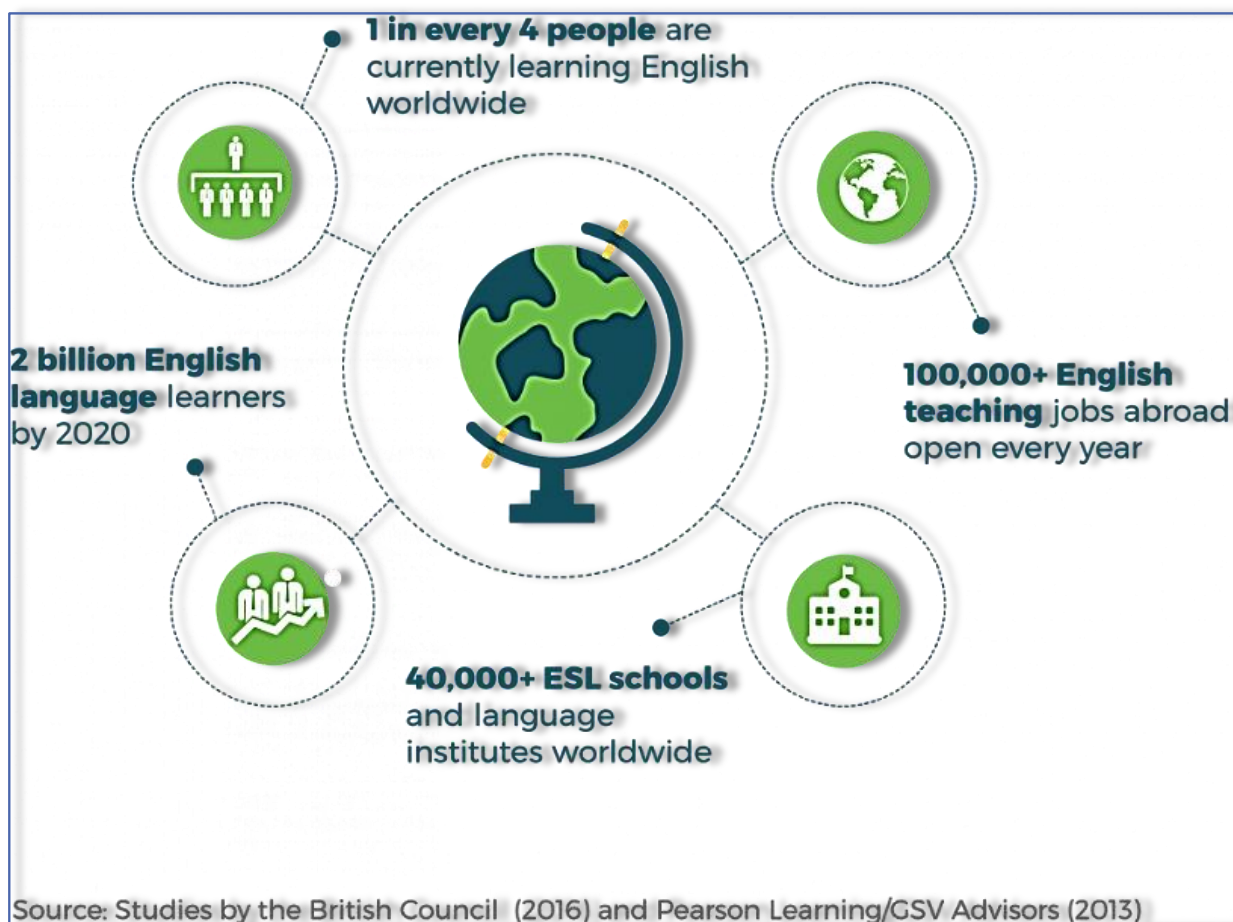 1 in every 4 people are
currently learning English
worldwide
2 billion English
language learners
by 2020
100,000+ English
teaching jobs abroad
open every year
40,000+ ESL schools
and language
institutes worldwide
Source: Studies by the British Council (2016) and Pearson Learning/GSV Advisors (2013)